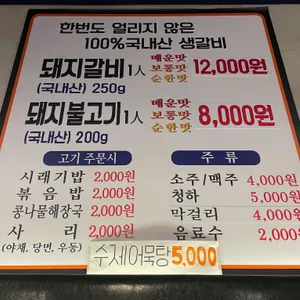 한번도 얼리지 않은
100%국내산 생갈비
돼지갈비 1人 매운맛 보통맛 순한맛 12,000원
(국내산) 250g
돼지불고기 1人 매운맛 보통맛 순한맛 8,000원
(국내산) 200g
고기 주문시
시래기밥 2,000원
볶음밥 2,000원
콩나물해장국 2,000원
사리 2,000원
(야채, 당면, 우동)
주류
소주/맥주 4,000원
청하 5,000원
막걸리 4,000원
음료수 2,000원
수제어묵탕 5,000